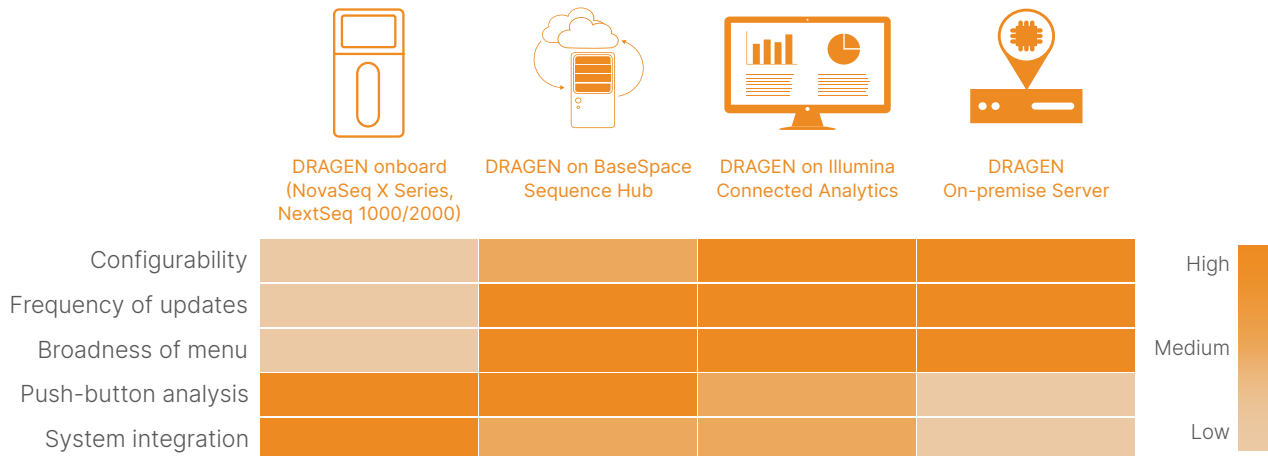 DRAGEN onboard
(NovaSeq X Series,
NextSeq 1000/2000)
DRAGEN on BaseSpace
Sequence Hub
DRAGEN on Illumina
Connected Analytics
DRAGEN
On-premise Server
Configurability
Frequency of updates
Broadness of menu
Push-button analysis
System integration
High
Medium
Low